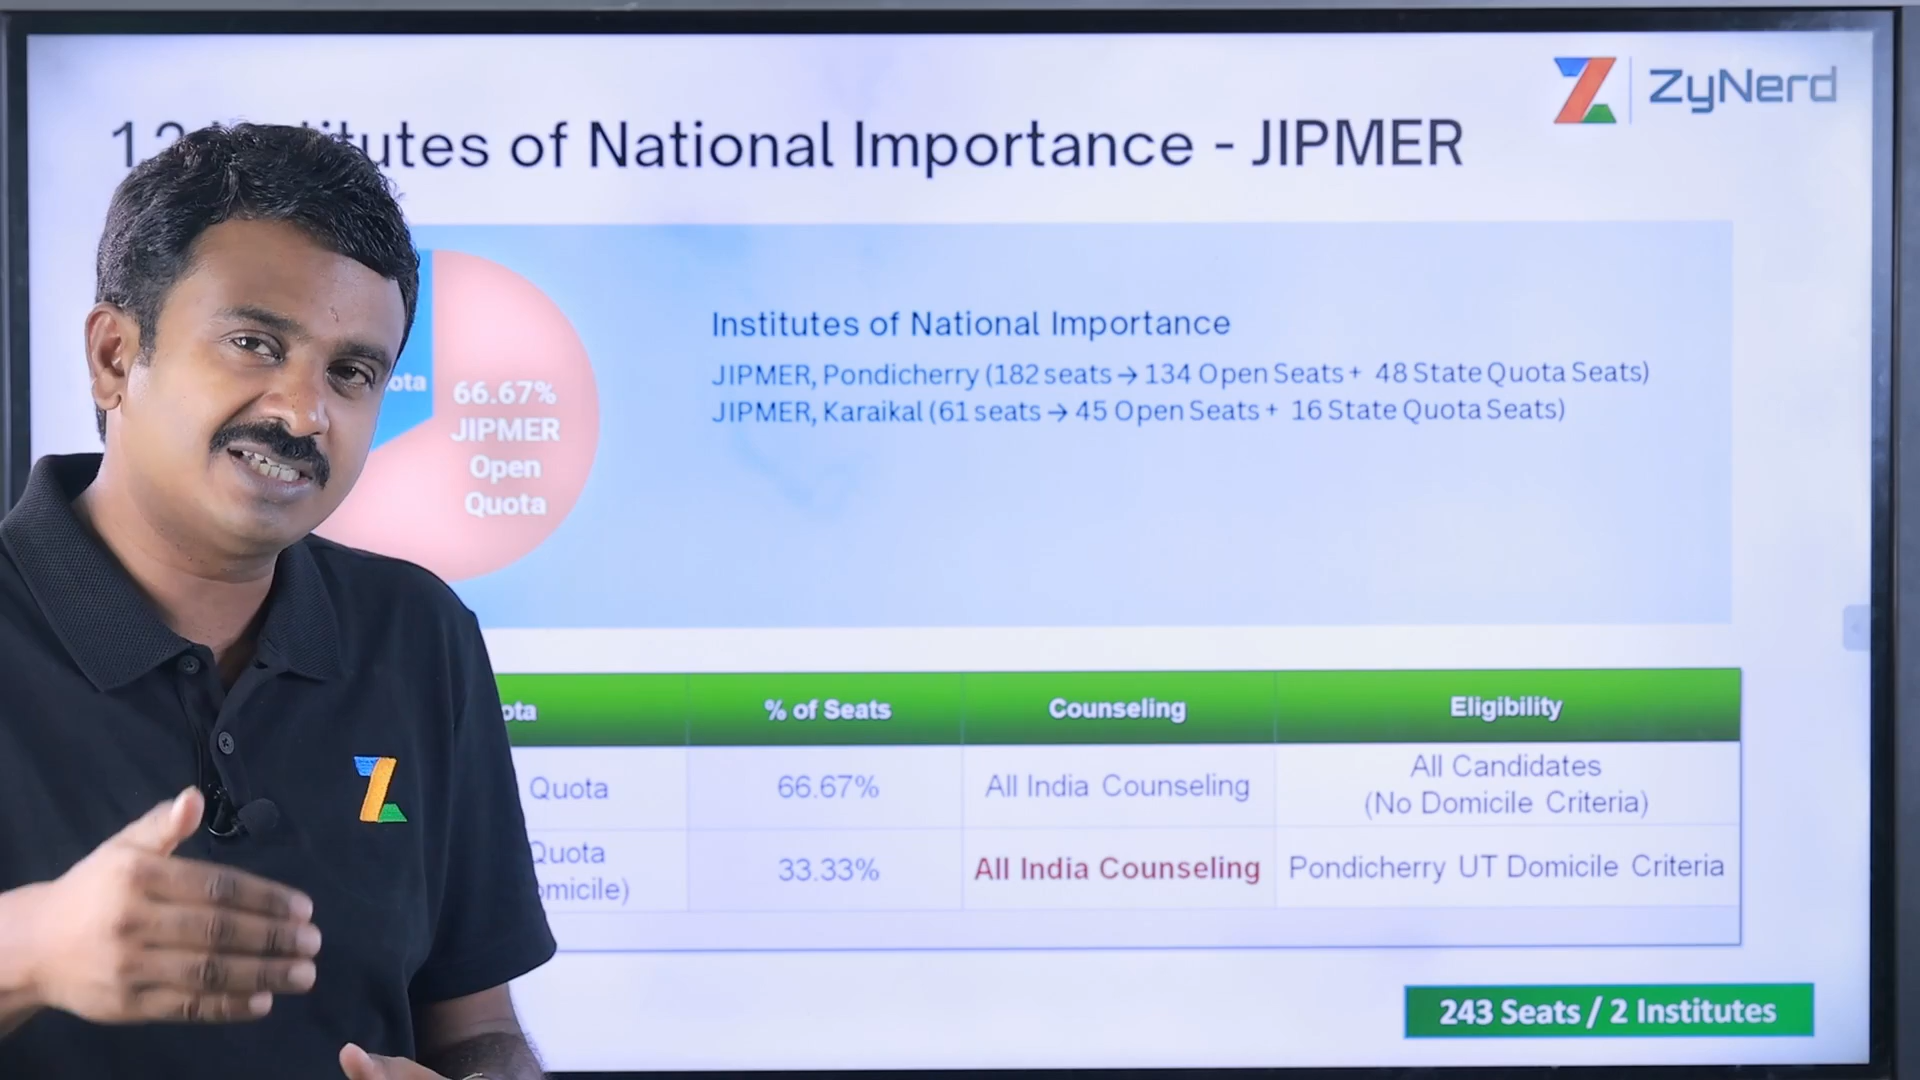 ZyNerd
utes of National Importance - JIPMER
66.67%
JIPMER
Open
Quota
Institutes of National Importance
JIPMER, Pondicherry (182 seats → 134 Open Seats + 48 State Quota Seats)
JIPMER, Karaikal (61 seats → 45 Open Seats + 16 State Quota Seats)
ota % of Seats Counseling Eligibility
Quota 66.67% All India Counseling All Candidates
(No Domicile Criteria)
Quota
omicile) 33.33% All India Counseling Pondicherry UT Domicile Criteria
243 Seats / 2 Institutes